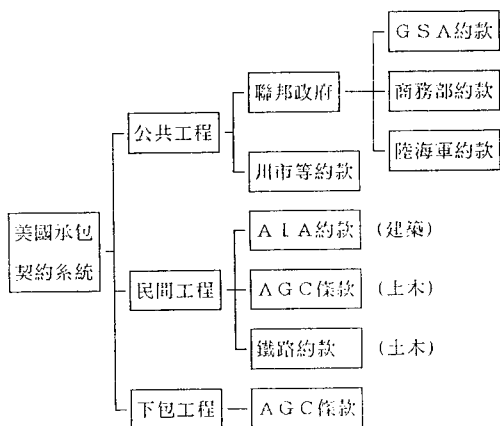 GSA約款
聯邦政府
商務部約款
公共工程
陸海軍約款
川市等約款
美國承包
契約系統
AIA約款 (建築)
民間工程
AGC條款 (土木)
鐵路約款 (土木)
下包工程
AGC條款